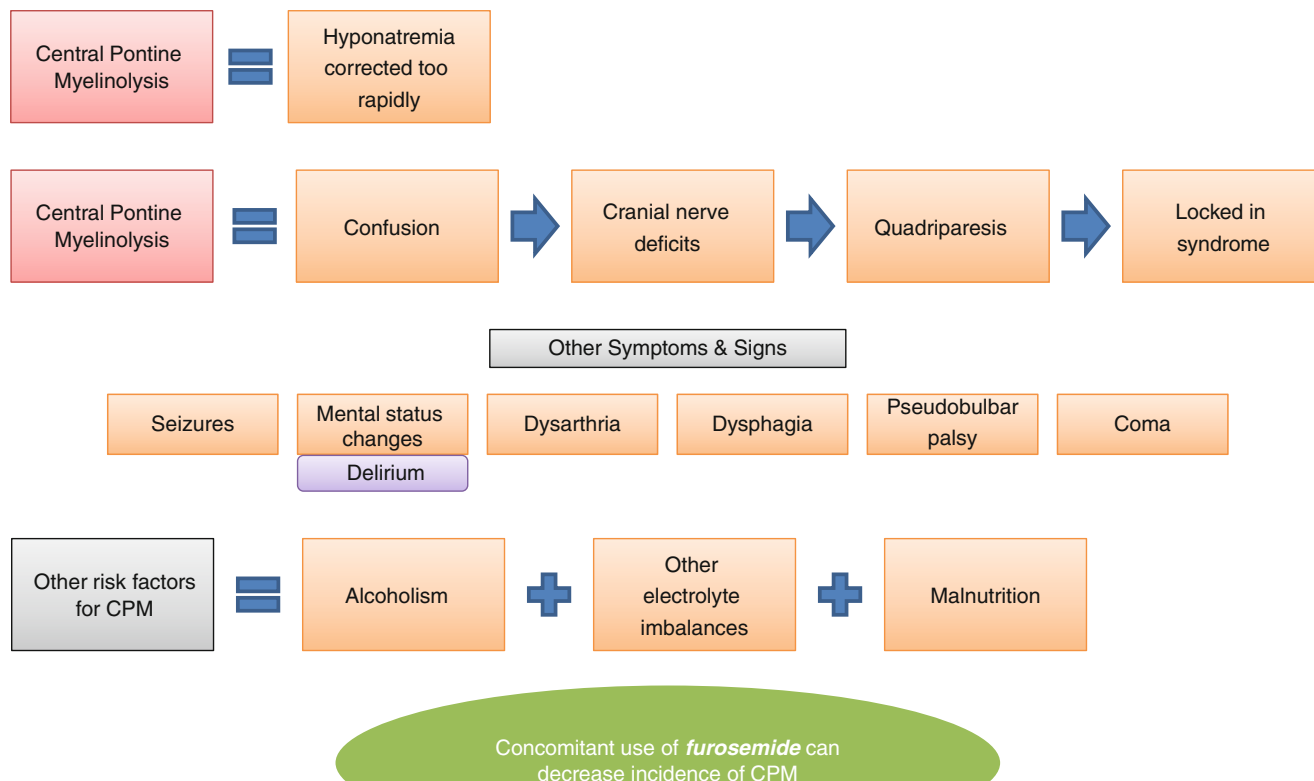 Central Pontine
Myelinolysis
Hyponatremia
corrected too
rapidly
Central Pontine
Myelinolysis
Confusion
Cranial nerve
deficits
Quadriparesis
Locked in
syndrome
Other Symptoms & Signs
Seizures
Mental status
changes
Delirium
Dysarthria
Dysphagia
Pseudobulbar
palsy
Coma
Other risk factors
for CPM
Alcoholism
Other
electrolyte
imbalances
Malnutrition
Concomitant use of furosemide can
decrease incidence of CPM